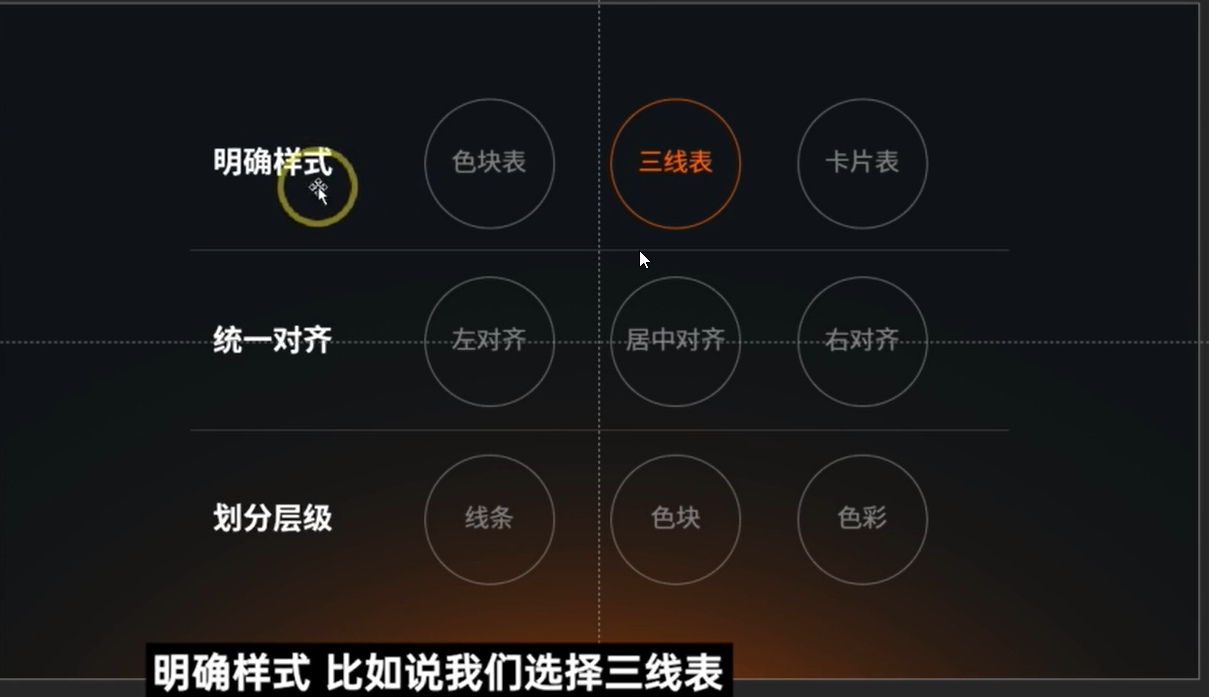 明确样式 色块表 三线表 卡片表
统一对齐 左对齐 居中对齐 右对齐
划分层级 线条 色块 色彩
明确样式 比如说我们选择三线表